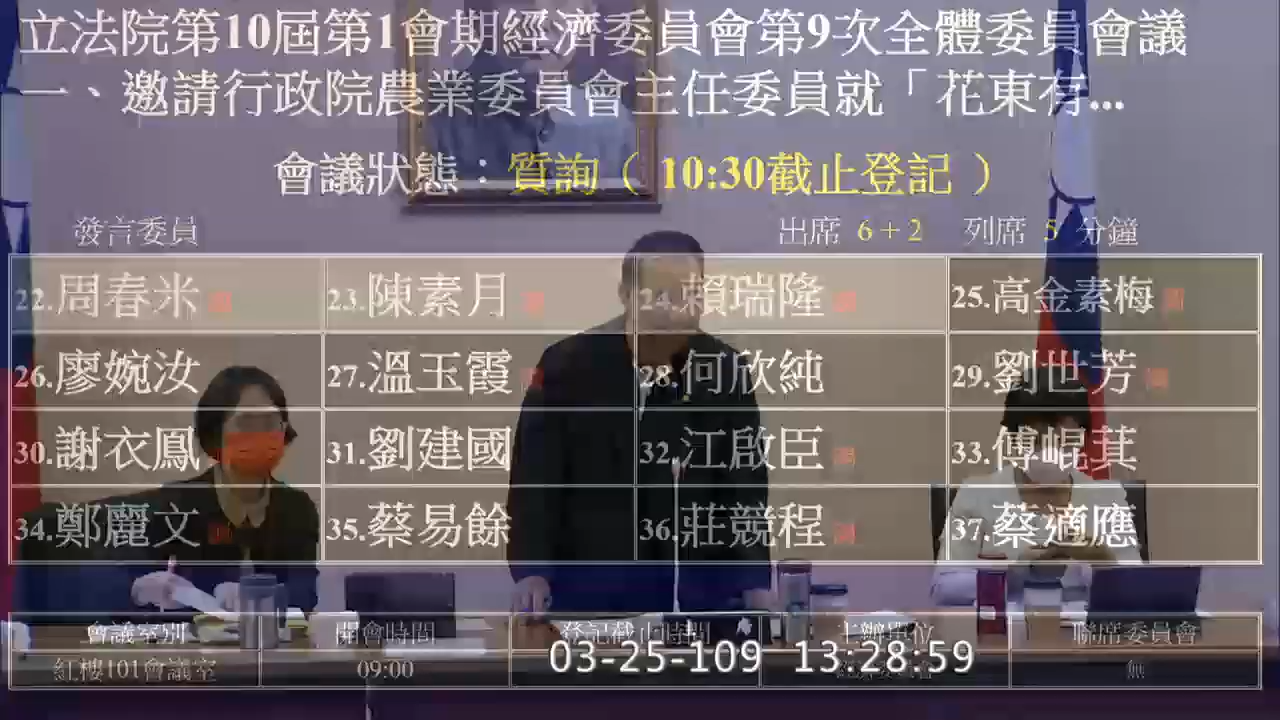 立法院第10屆第1會期經濟委員會第9次全體委員會議
一、邀請行政院農業委員會主任委員就「花東有...
會議狀態：質詢（ 10:30截止登記 ）
發言委員 出席 6+2 列席 5 分鐘
22.周春米 23.陳素月 24.賴瑞隆 25.高金素梅
26.廖婉汝 27.溫玉霞 28.何欣純 29.劉世芳
30.謝衣鳳 31.劉建國 32.江啟臣 33.傅崐萁
34.鄭麗文 35.蔡易餘 36.莊競程 37.蔡適應
會議室別 開會時間 登記截止時間 主辦單位 聯席委員會
紅樓101會議室 09:00 無
03-25-109 13:28:59